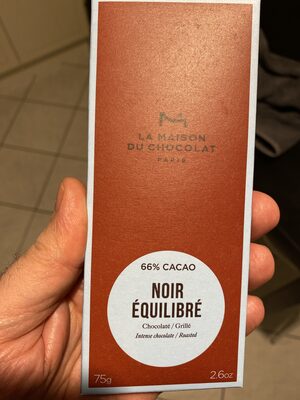 LA MAISON
DU CHOCOLAT
PARIS
66% CACAO
NOIR
ÉQUILIBRÉ
Chocolaté / Grillé
Intense chocolate / Roasted
75g 2.6oz